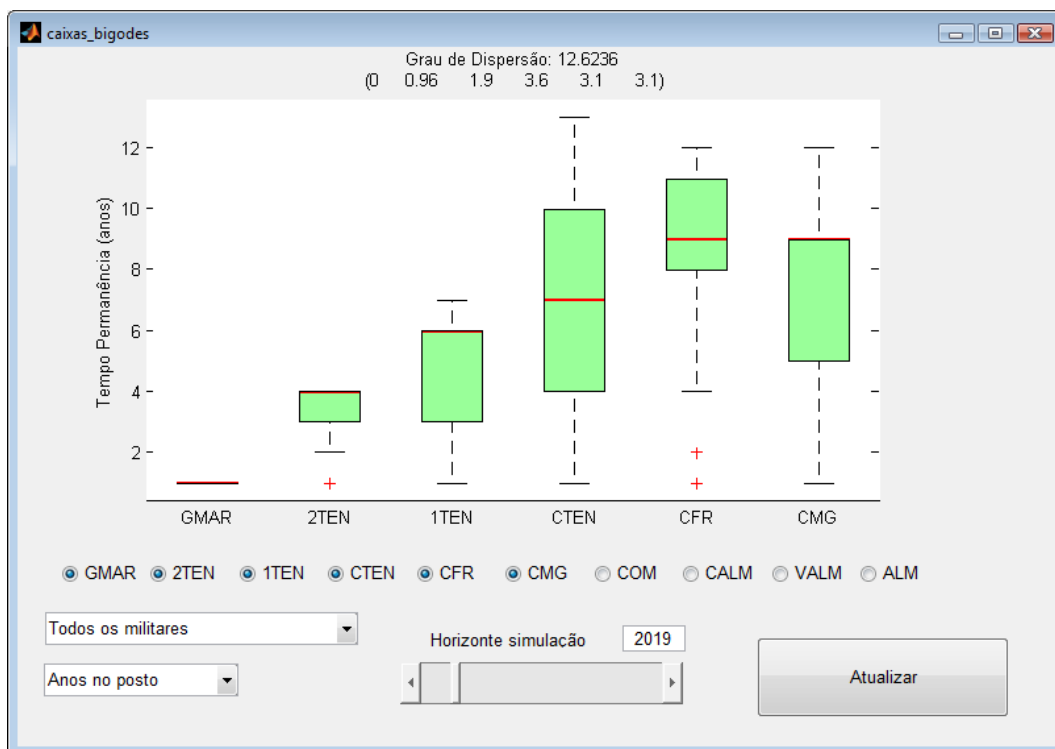 caixas_bigodes
Grau de Dispersão: 12.6236
(0 0.96 1.9 3.6 3.1 3.1)
Tempo Permanência (anos)
12
10
8
6
4
2
GMAR 2TEN 1TEN CTEN CFR CMG
GMAR 2TEN 1TEN CTEN CFR CMG COM CALM VALM ALM
Todos os militares
Horizonte simulação 2019
Anos no posto
Atualizar